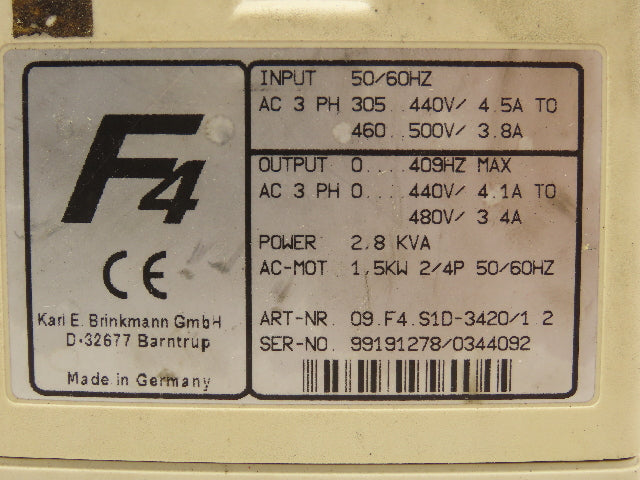 F4
CE
Karl E. Brinkmann GmbH
D-32677 Barntrup
Made in Germany
INPUT 50/60HZ
AC 3 PH 305...440V/ 4.5A TO
460...500V/ 3.8A
OUTPUT 0....409HZ MAX
AC 3 PH 0....440V/ 4.1A TO
480V/ 3.4A
POWER 2,8 KVA
AC-MOT 1,5KW 2/4P 50/60HZ
ART-NR. 09.F4.S1D-3420/1.2
SER-NO. 99191278/0344092